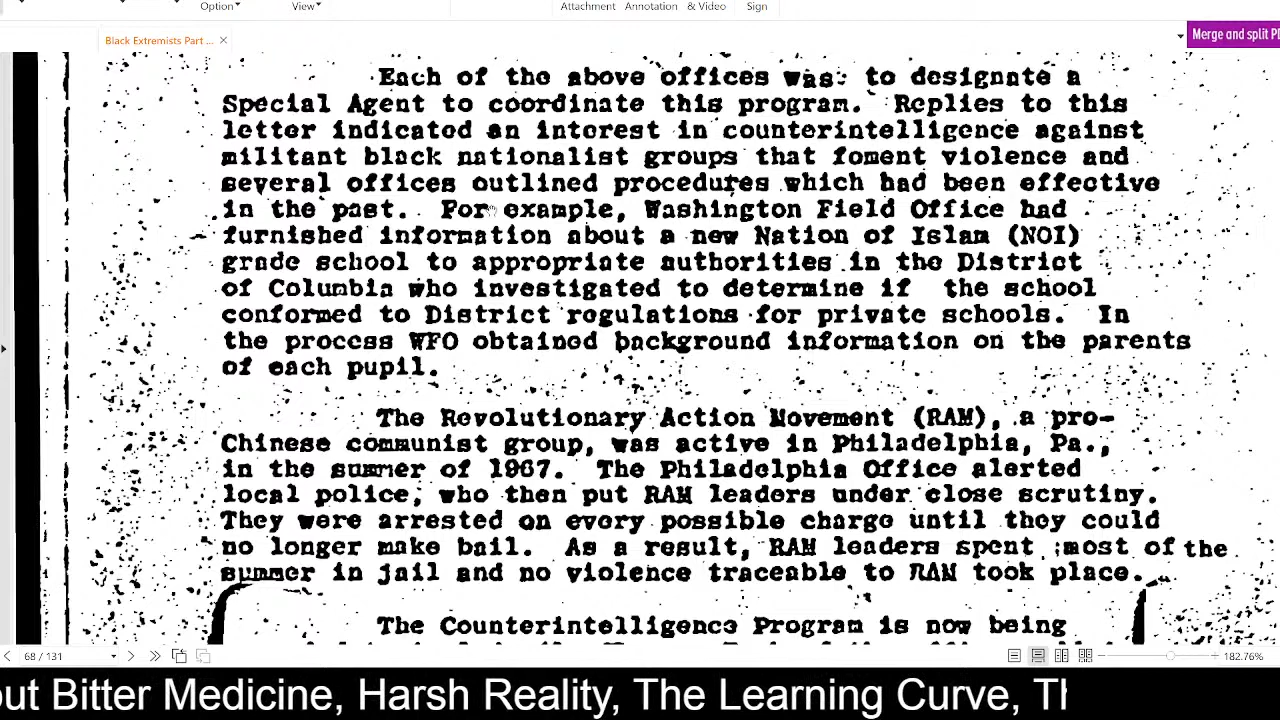 Option View Attachment Annotation & Video Sign
Black Extremists Part ... Merge and split
Each of the above offices was to designate a
Special Agent to coordinate this program. Replies to this
letter indicated an interest in counterintelligence against
militant black nationalist groups that foment violence and
several offices outlined procedures which had been effective
in the past. For example, Washington Field Office had
furnished information about a new Nation of Islam (NOI)
grade school to appropriate authorities in the District
of Columbia who investigated to determine if the school
conformed to District regulations for private schools. In
the process WFO obtained background information on the parents
of each pupil.
The Revolutionary Action Movement (RAM), a pro-
Chinese communist group, was active in Philadelphia, Pa.,
in the summer of 1967. The Philadelphia Office alerted
local police, who then put RAM leaders under close scrutiny.
They were arrested on every possible charge until they could
no longer make bail. As a result, RAM leaders spent most of the
summer in jail and no violence traceable to RAM took place.
The Counterintelligence Program is now being
68 / 131 182.76%
out Bitter Medicine, Harsh Reality, The Learning Curve,